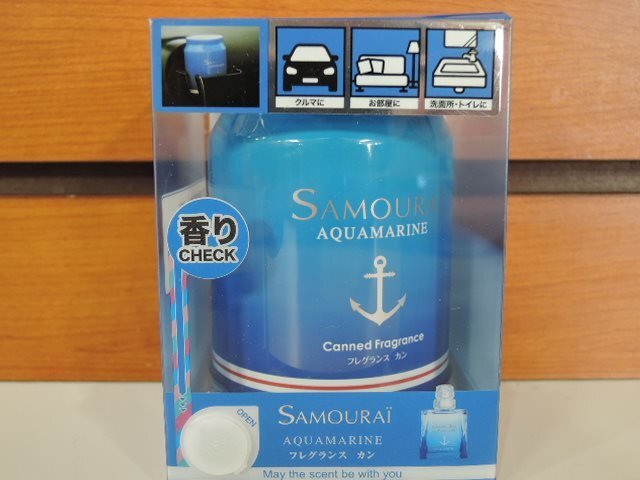 クルマに
お部屋に
洗面所・トイレに
SAMOURAÏ
AQUAMARINE
香り
CHECK
Canned Fragrance
フレグランス カン
OPEN
SAMOURAÏ
AQUAMARINE
フレグランス カン
May the scent be with you